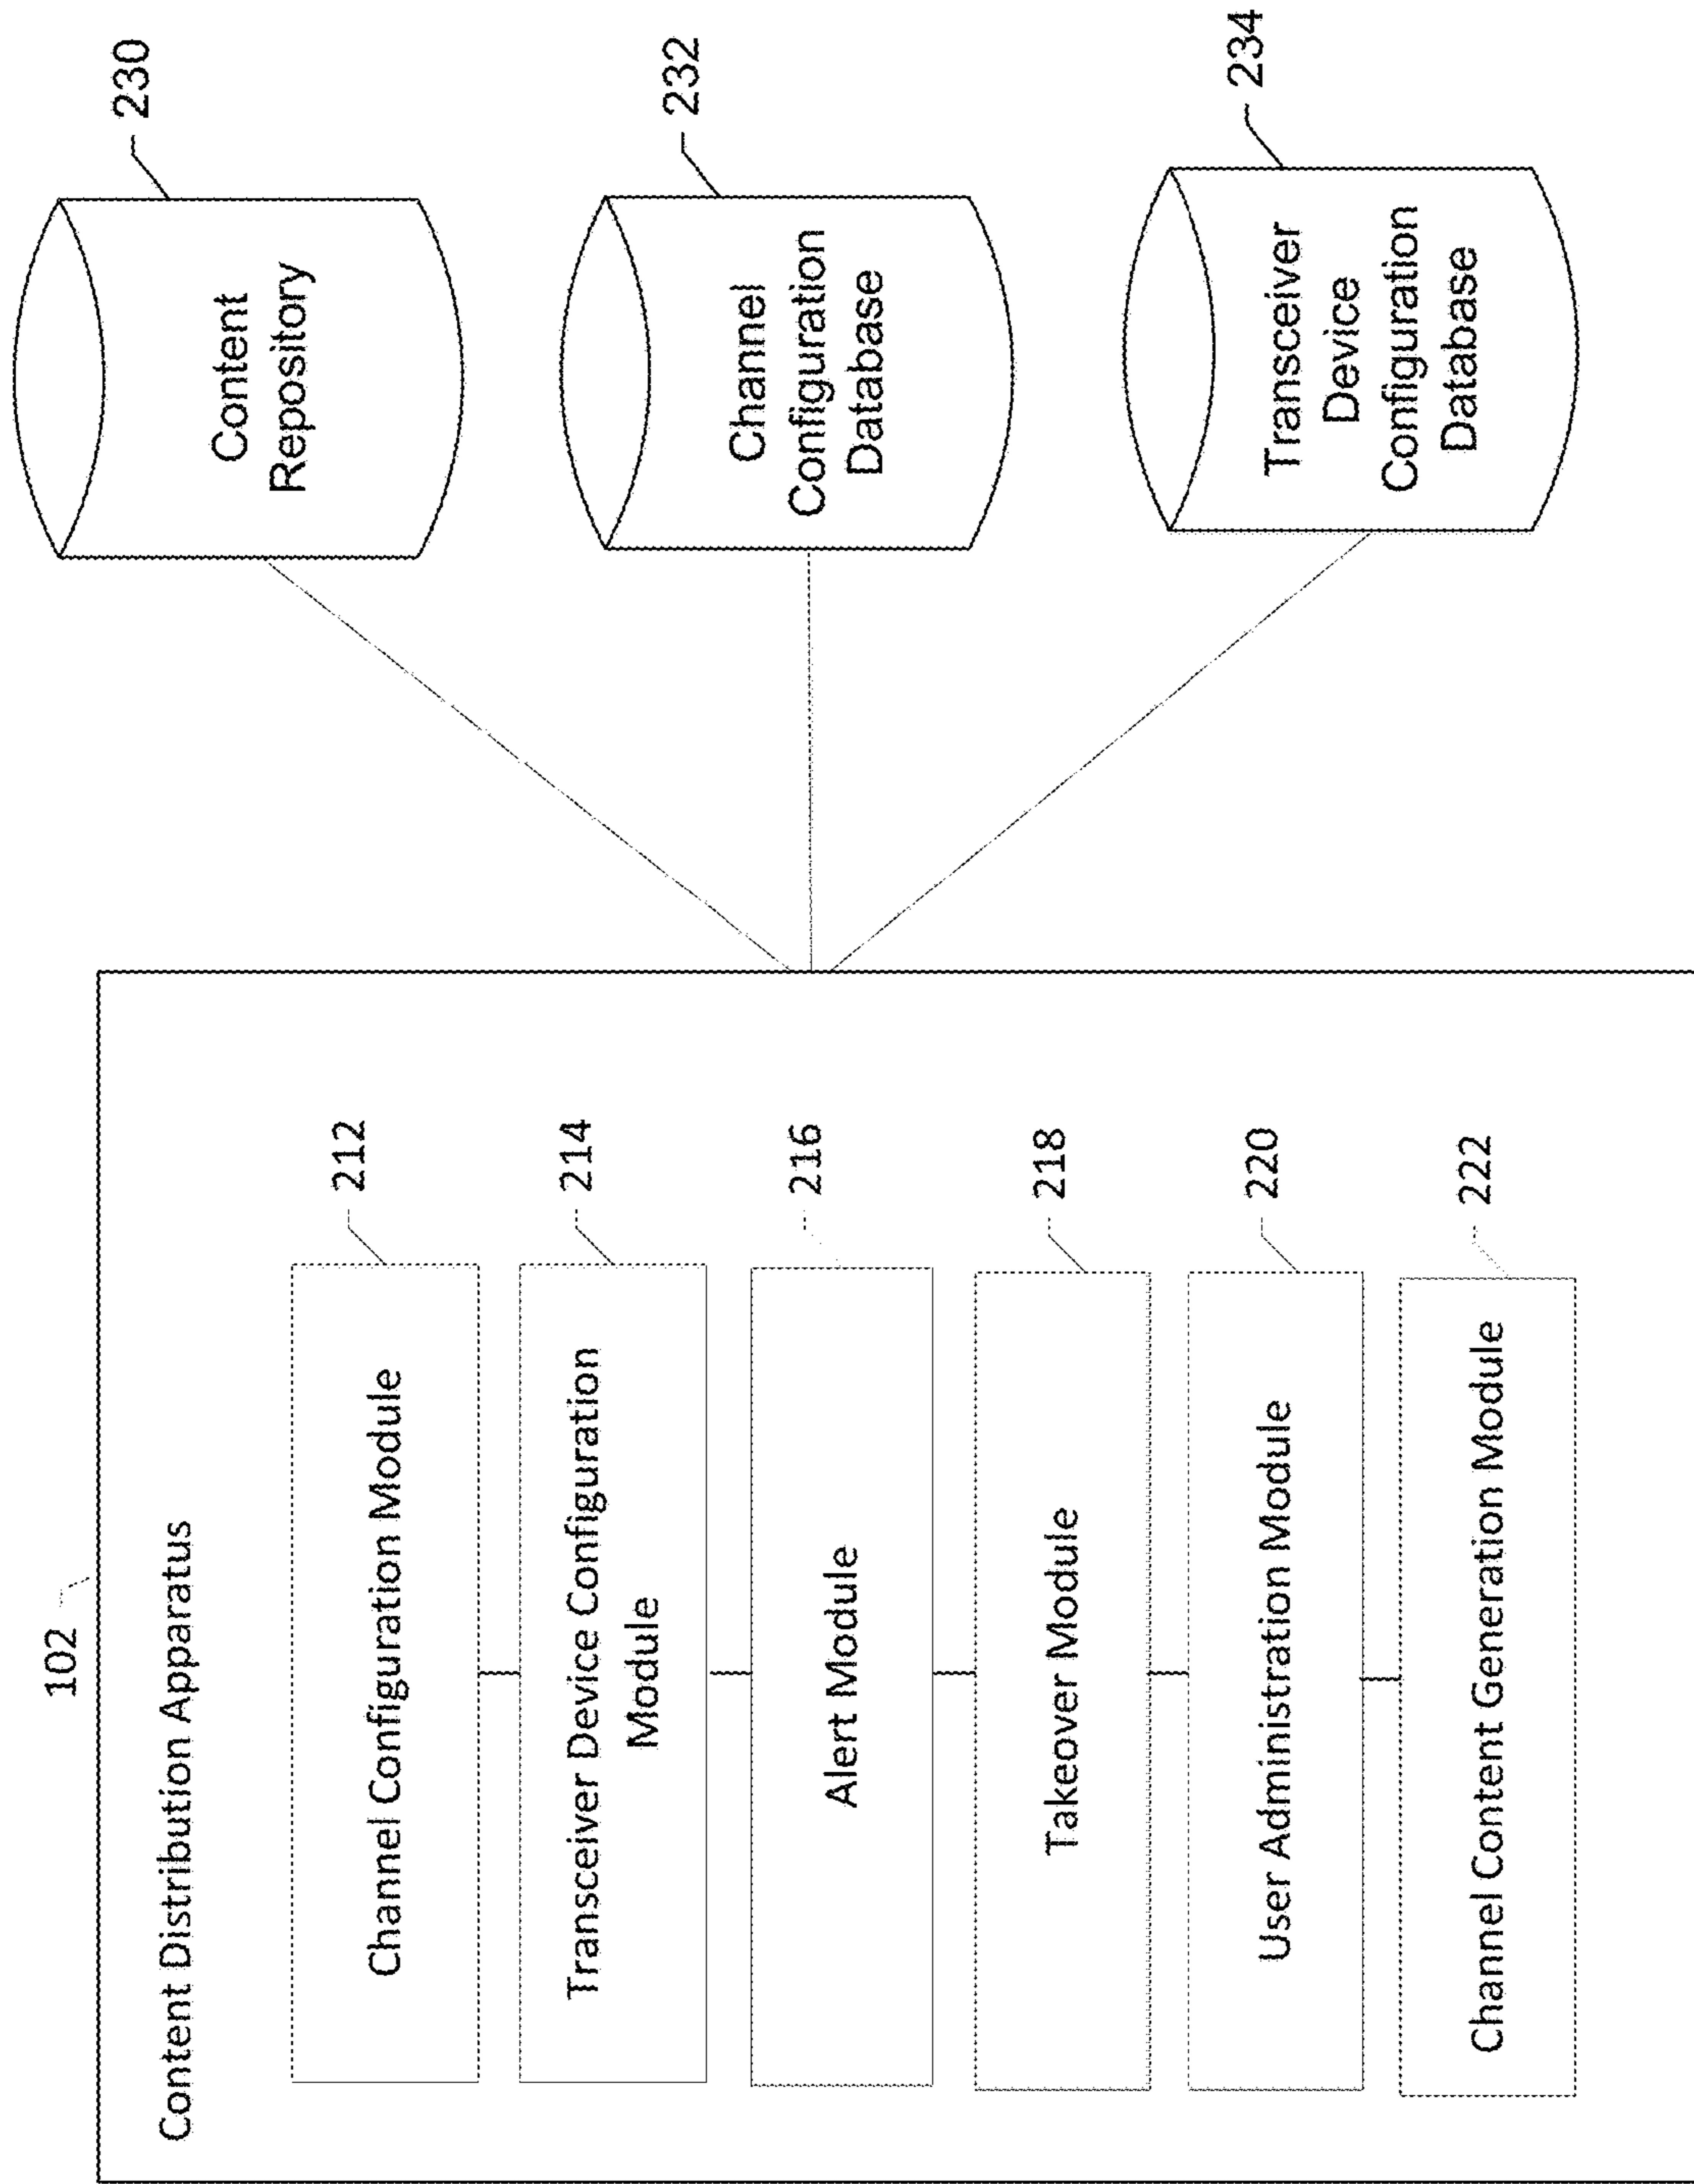 102
Content Distribution Apparatus
Channel Configuration Module
212
Transceiver Device Configuration
Module
214
Alert Module
216
Takeover Module
218
User Administration Module
220
Channel Content Generation Module
222
Content
Repository
230
Channel
Configuration
Database
232
Transceiver
Device
Configuration
Database
234